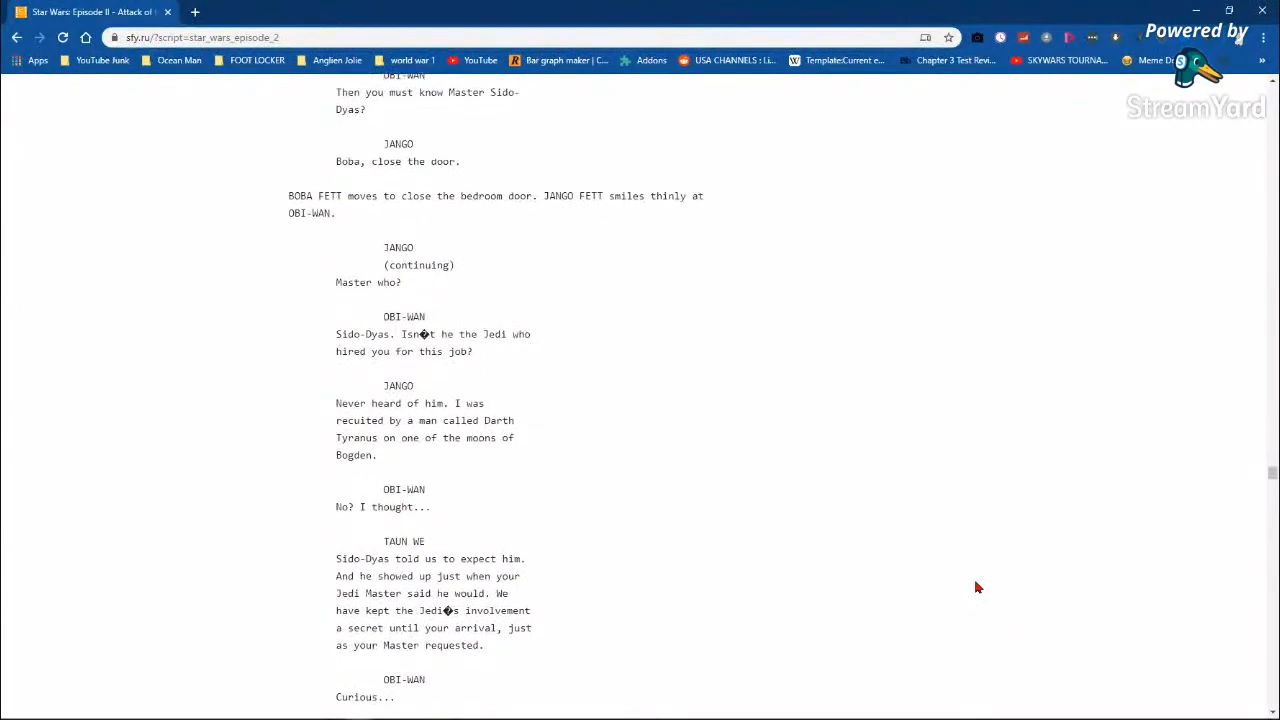 Star Wars: Episode II - Attack of
Powered by
sfy.ru/?script=star_wars_episode_2
Apps YouTube Junk Ocean Man FOOT LOCKER Anglien Jolie world war 1 YouTube Bar graph maker | C... Addons USA CHANNELS : Li... Template:Current e... Chapter 3 Test Revi... SKYWARS TOURNA... Meme
StreamYard
OBI-WAN
Then you must know Master Sido-
Dyas?
JANGO
Boba, close the door.
BOBA FETT moves to close the bedroom door. JANGO FETT smiles thinly at
OBI-WAN.
JANGO
(continuing)
Master who?
OBI-WAN
Sido-Dyas. Isn�t he the Jedi who
hired you for this job?
JANGO
Never heard of him. I was
recuited by a man called Darth
Tyranus on one of the moons of
Bogden.
OBI-WAN
No? I thought...
TAUN WE
Sido-Dyas told us to expect him.
And he showed up just when your
Jedi Master said he would. We
have kept the Jedi�s involvement
a secret until your arrival, just
as your Master requested.
OBI-WAN
Curious...